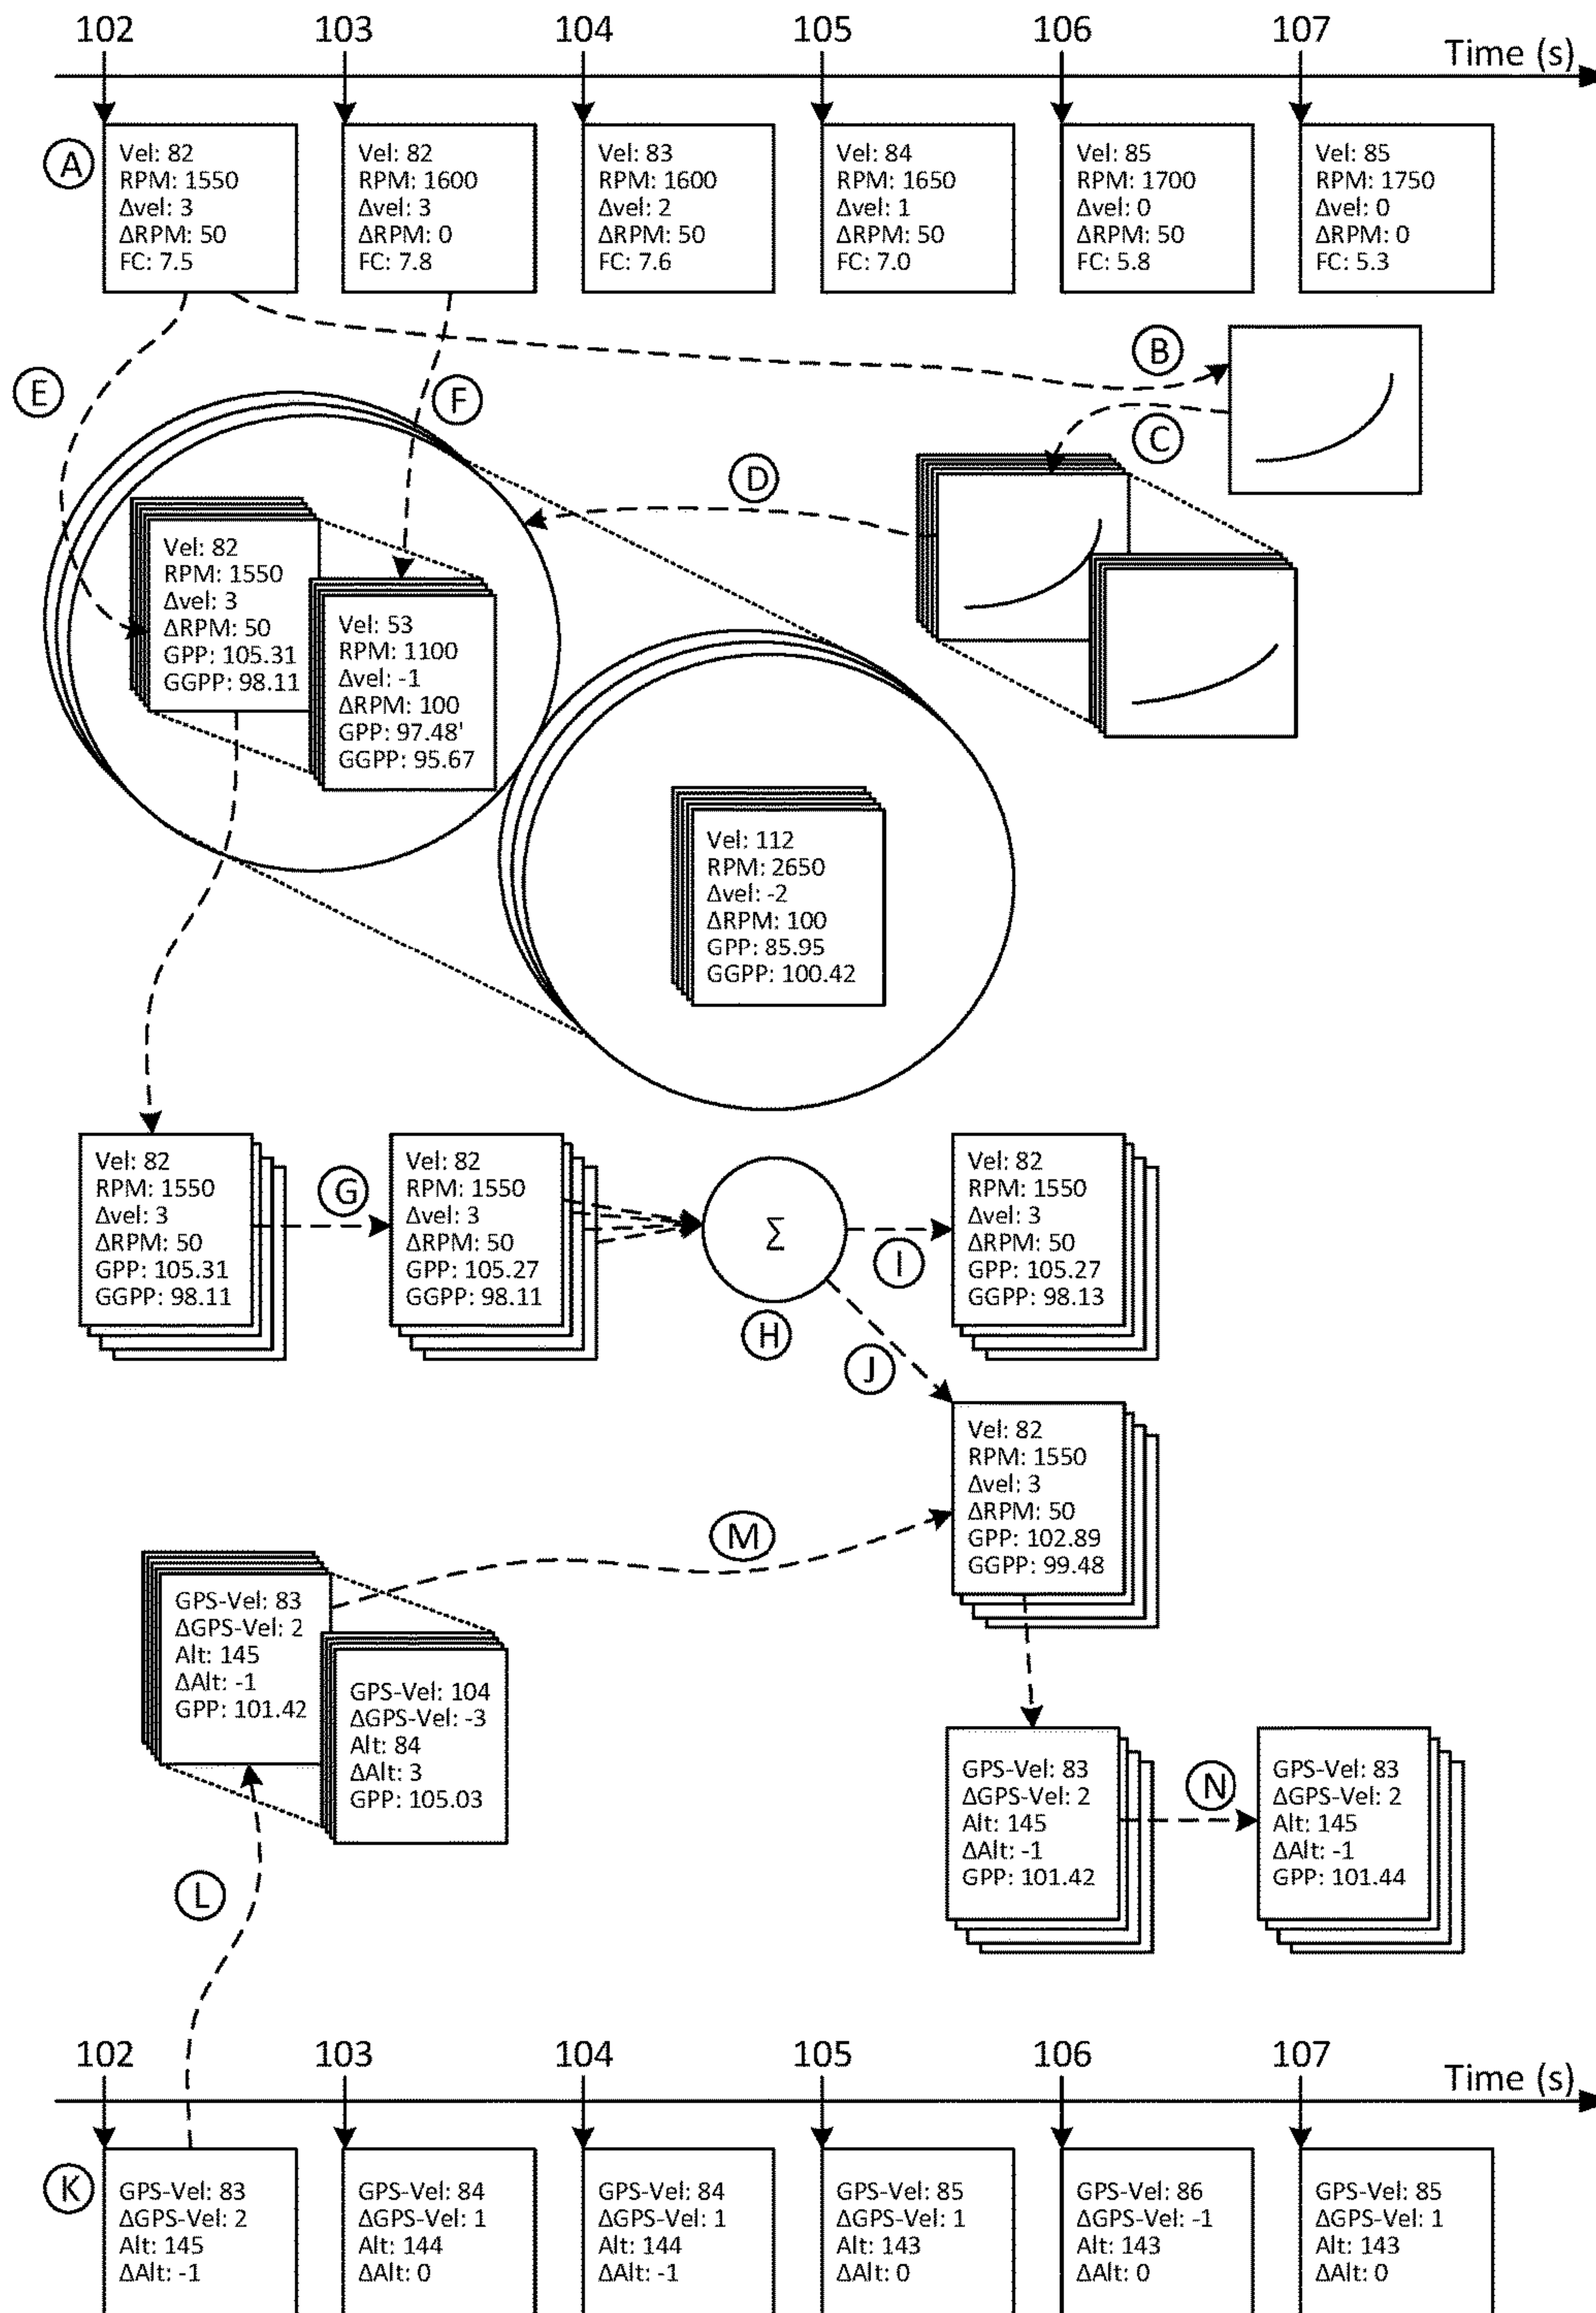 102 103 104 105 106 107
Time (s)
A
Vel: 82
RPM: 1550
Δvel: 3
ΔRPM: 50
FC: 7.5
Vel: 82
RPM: 1600
Δvel: 3
ΔRPM: 0
FC: 7.8
Vel: 83
RPM: 1600
Δvel: 2
ΔRPM: 50
FC: 7.6
Vel: 84
RPM: 1650
Δvel: 1
ΔRPM: 50
FC: 7.0
Vel: 85
RPM: 1700
Δvel: 0
ΔRPM: 50
FC: 5.8
Vel: 85
RPM: 1750
Δvel: 0
ΔRPM: 0
FC: 5.3
B
E
F
C
D
Vel: 82
RPM: 1550
Δvel: 3
ΔRPM: 50
GPP: 105.31
GGPP: 98.11
Vel: 53
RPM: 1100
Δvel: -1
ΔRPM: 100
GPP: 97.48'
GGPP: 95.67
Vel: 112
RPM: 2650
Δvel: -2
ΔRPM: 100
GPP: 85.95
GGPP: 100.42
Vel: 82
RPM: 1550
Δvel: 3
ΔRPM: 50
GPP: 105.31
GGPP: 98.11
G
Vel: 82
RPM: 1550
Δvel: 3
ΔRPM: 50
GPP: 105.27
GGPP: 98.11
Σ
H
I
J
Vel: 82
RPM: 1550
Δvel: 3
ΔRPM: 50
GPP: 105.27
GGPP: 98.13
Vel: 82
RPM: 1550
Δvel: 3
ΔRPM: 50
GPP: 102.89
GGPP: 99.48
M
GPS-Vel: 83
ΔGPS-Vel: 2
Alt: 145
ΔAlt: -1
GPP: 101.42
GPS-Vel: 104
ΔGPS-Vel: -3
Alt: 84
ΔAlt: 3
GPP: 105.03
GPS-Vel: 83
ΔGPS-Vel: 2
Alt: 145
ΔAlt: -1
GPP: 101.42
N
GPS-Vel: 83
ΔGPS-Vel: 2
Alt: 145
ΔAlt: -1
GPP: 101.44
L
102 103 104 105 106 107
Time (s)
K
GPS-Vel: 83
ΔGPS-Vel: 2
Alt: 145
ΔAlt: -1
GPS-Vel: 84
ΔGPS-Vel: 1
Alt: 144
ΔAlt: 0
GPS-Vel: 84
ΔGPS-Vel: 1
Alt: 144
ΔAlt: -1
GPS-Vel: 85
ΔGPS-Vel: 1
Alt: 143
ΔAlt: 0
GPS-Vel: 86
ΔGPS-Vel: -1
Alt: 143
ΔAlt: 0
GPS-Vel: 85
ΔGPS-Vel: 1
Alt: 143
ΔAlt: 0